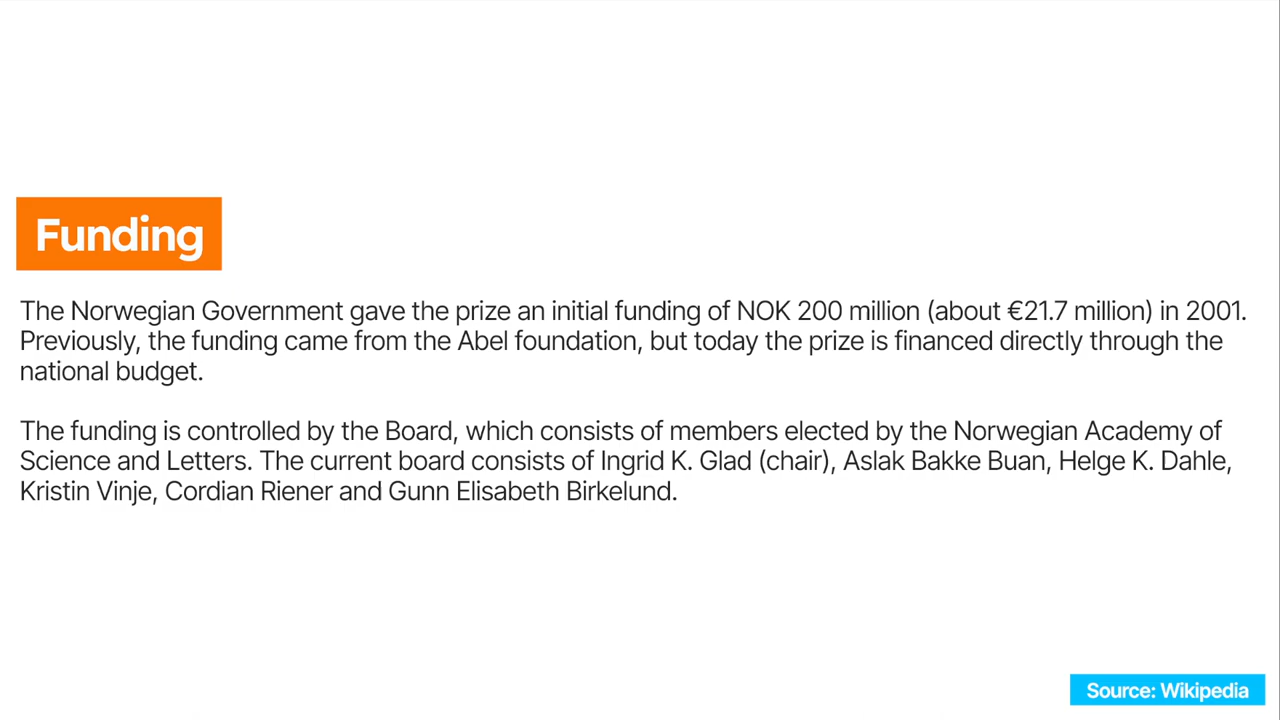 Funding
The Norwegian Government gave the prize an initial funding of NOK 200 million (about €21.7 million) in 2001.
Previously, the funding came from the Abel foundation, but today the prize is financed directly through the
national budget.
The funding is controlled by the Board, which consists of members elected by the Norwegian Academy of
Science and Letters. The current board consists of Ingrid K. Glad (chair), Aslak Bakke Buan, Helge K. Dahle,
Kristin Vinje, Cordian Riener and Gunn Elisabeth Birkelund.
Source: Wikipedia